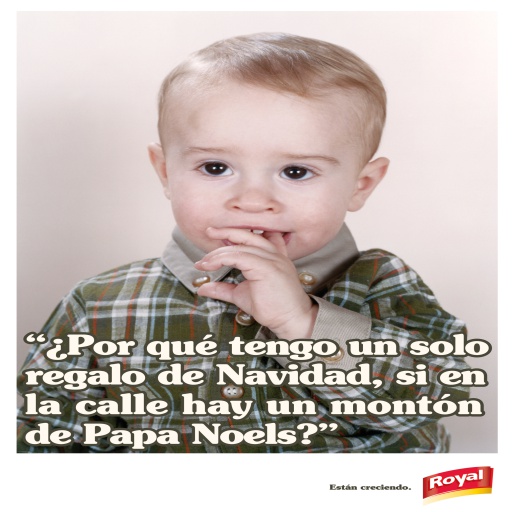 “¿Por qué tengo un solo
regalo de Navidad, si en
la calle hay un montón
de Papa Noels?”
Están creciendo.
Royal